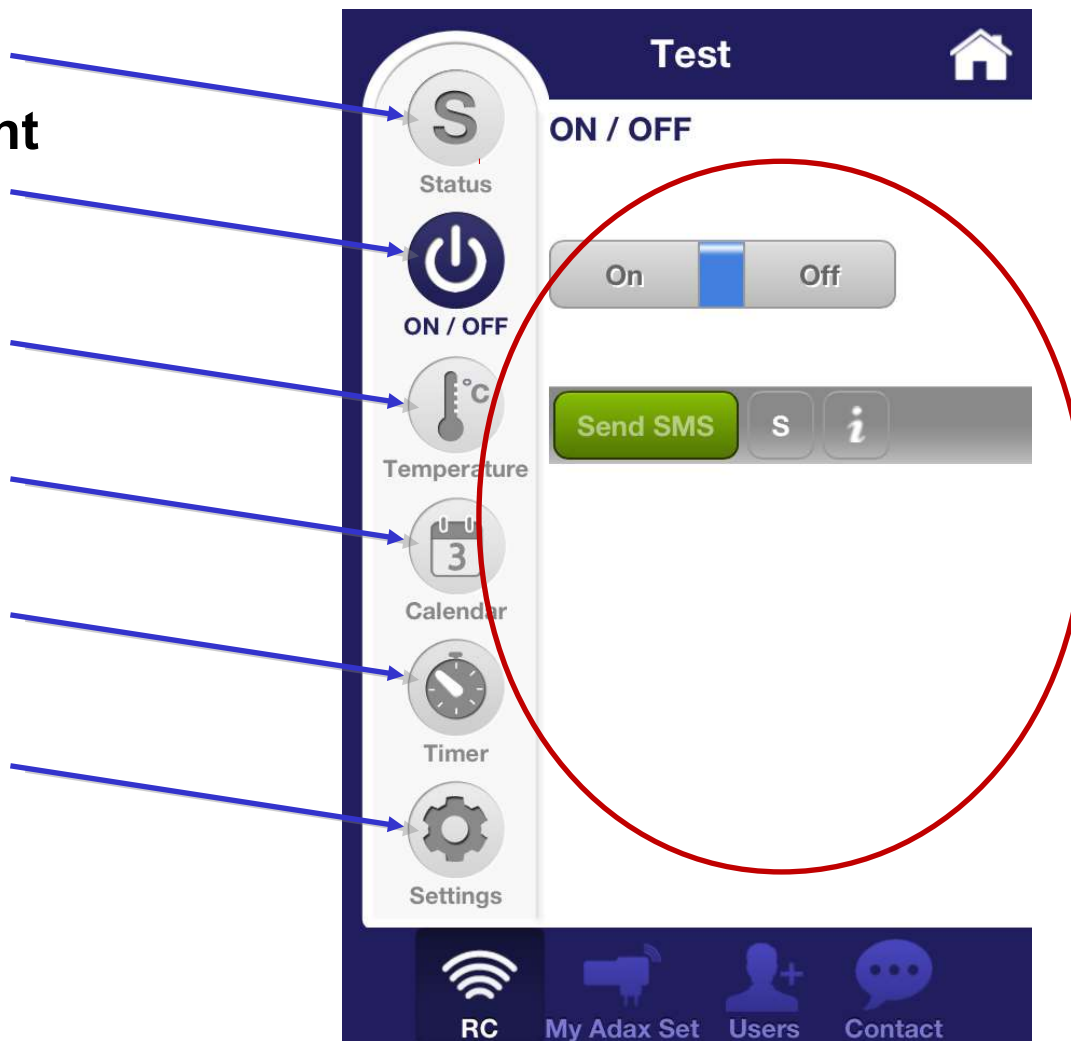 Test
nt
S
ON / OFF
Status
On Off
ON / OFF
°C
Send SMS S i
Temperature
3
Calendar
Timer
Settings
RC My Adax Set Users Contact